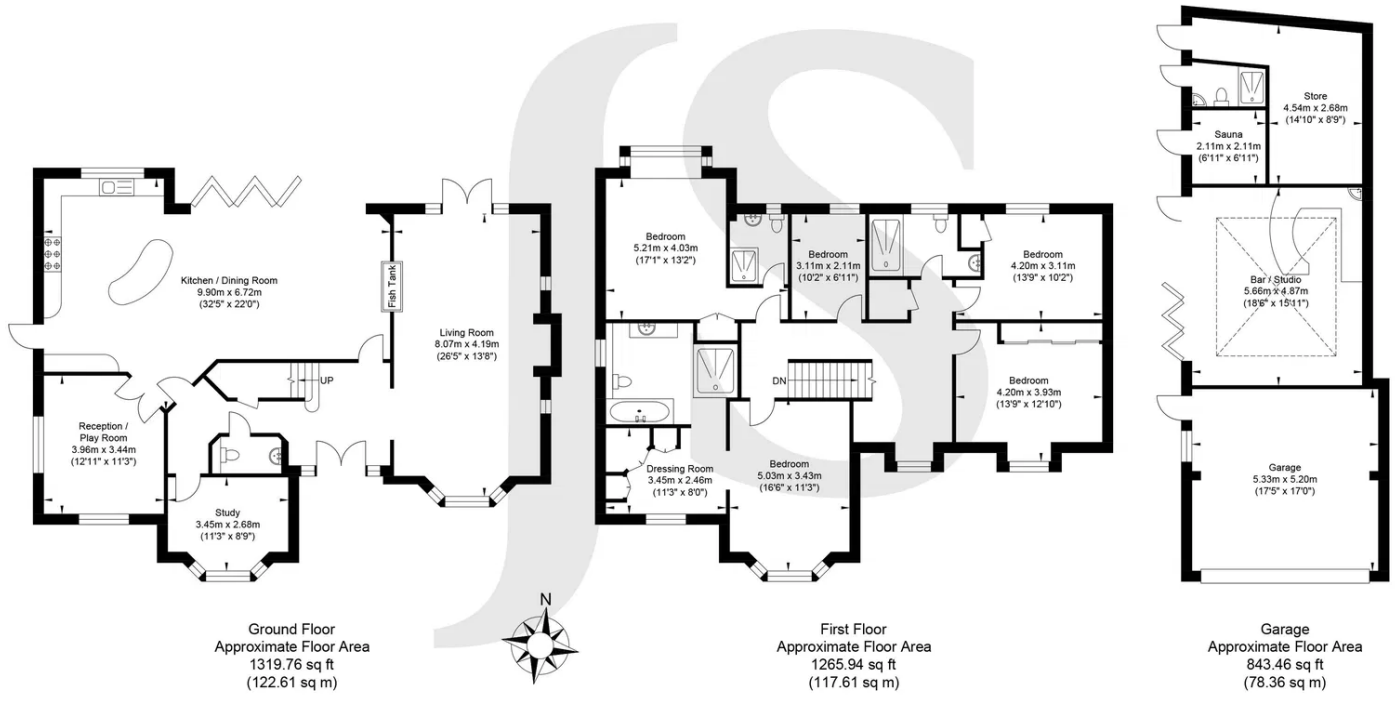 Kitchen / Dining Room
9.90m x 6.72m
(32'5" x 22'0")
Fish Tank
Living Room
8.07m x 4.19m
(26'5" x 13'8")
UP
Reception /
Play Room
3.96m x 3.44m
(12'11" x 11'3")
Study
3.45m x 2.68m
(11'3" x 8'9")
Ground Floor
Approximate Floor Area
1319.76 sq ft
(122.61 sq m)
N
JS
Bedroom
5.21m x 4.03m
(17'1" x 13'2")
Bedroom
3.11m x 2.11m
(10'2" x 6'11")
Bedroom
4.20m x 3.11m
(13'9" x 10'2")
DN
Bedroom
4.20m x 3.93m
(13'9" x 12'10")
Dressing Room
3.45m x 2.46m
(11'3" x 8'0")
Bedroom
5.03m x 3.43m
(16'6" x 11'3")
First Floor
Approximate Floor Area
1265.94 sq ft
(117.61 sq m)
Store
4.54m x 2.68m
(14'10" x 8'9")
Sauna
2.11m x 2.11m
(6'11" x 6'11")
Bar / Studio
5.66m x 4.87m
(18'6" x 15'11")
Garage
5.33m x 5.20m
(17'5" x 17'0")
Garage
Approximate Floor Area
843.46 sq ft
(78.36 sq m)